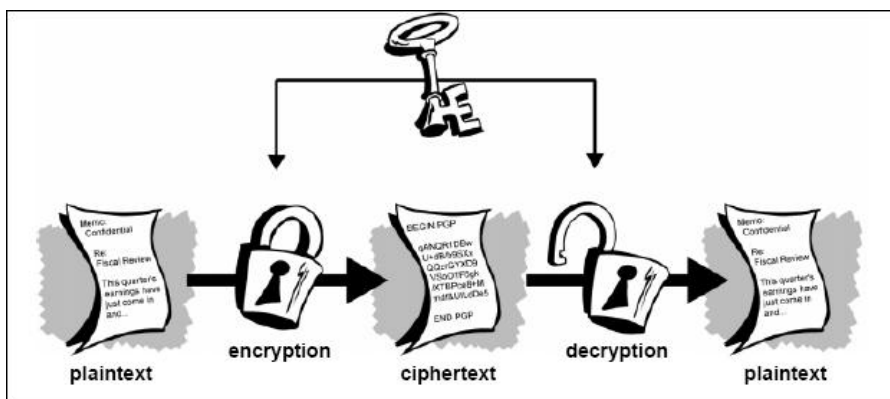 Memo:
Confidential
Re:
Fiscal Review
This quarter's
earnings have
just come in
and...
plaintext
encryption
BEGIN PGP
END PGP
ciphertext
decryption
Memo:
Confidential
Re:
Fiscal Review
This quarter's
earnings have
just come in
and...
plaintext